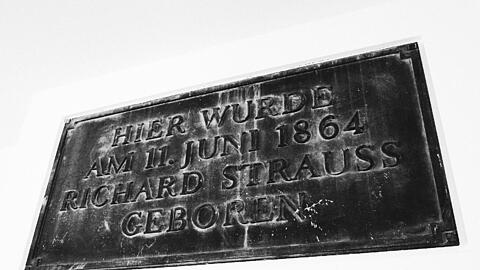 HIER WURDE
AM 11. JUNI 1864
RICHARD STRAUSS
GEBOREN